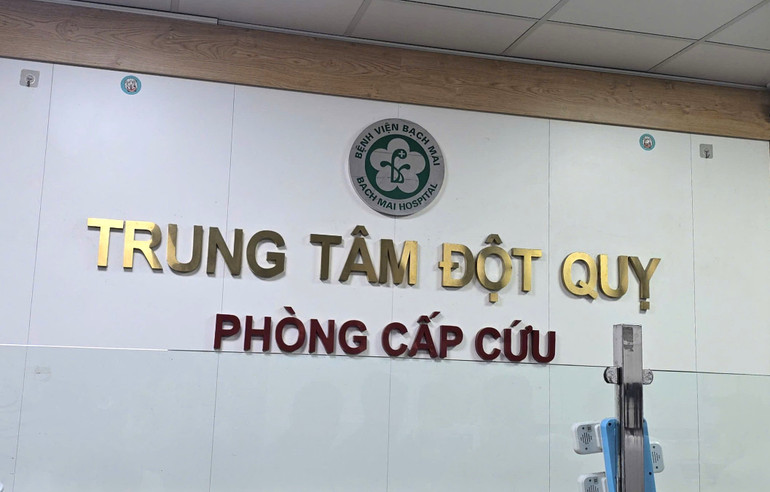 BỆNH VIỆN BẠCH MAI
BACH MAI HOSPITAL
TRUNG TÂM ĐỘT QUỴ
PHÒNG CẤP CỨU